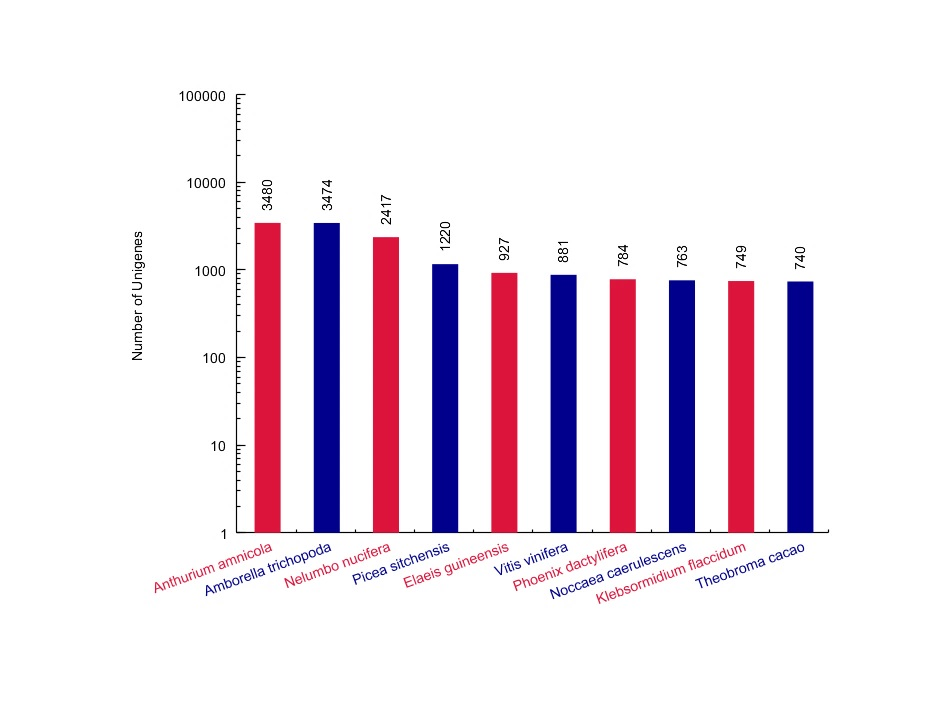 100000
10000
1000
100
10
1
Number of Unigenes
3480
3474
2417
1220
927
881
784
763
749
740
Anthurium amnicola
Amborella trichopoda
Nelumbo nucifera
Picea sitchensis
Elaeis guineensis
Vitis vinifera
Phoenix dactylifera
Noccaea caerulescens
Klebsormidium flaccidum
Theobroma cacao